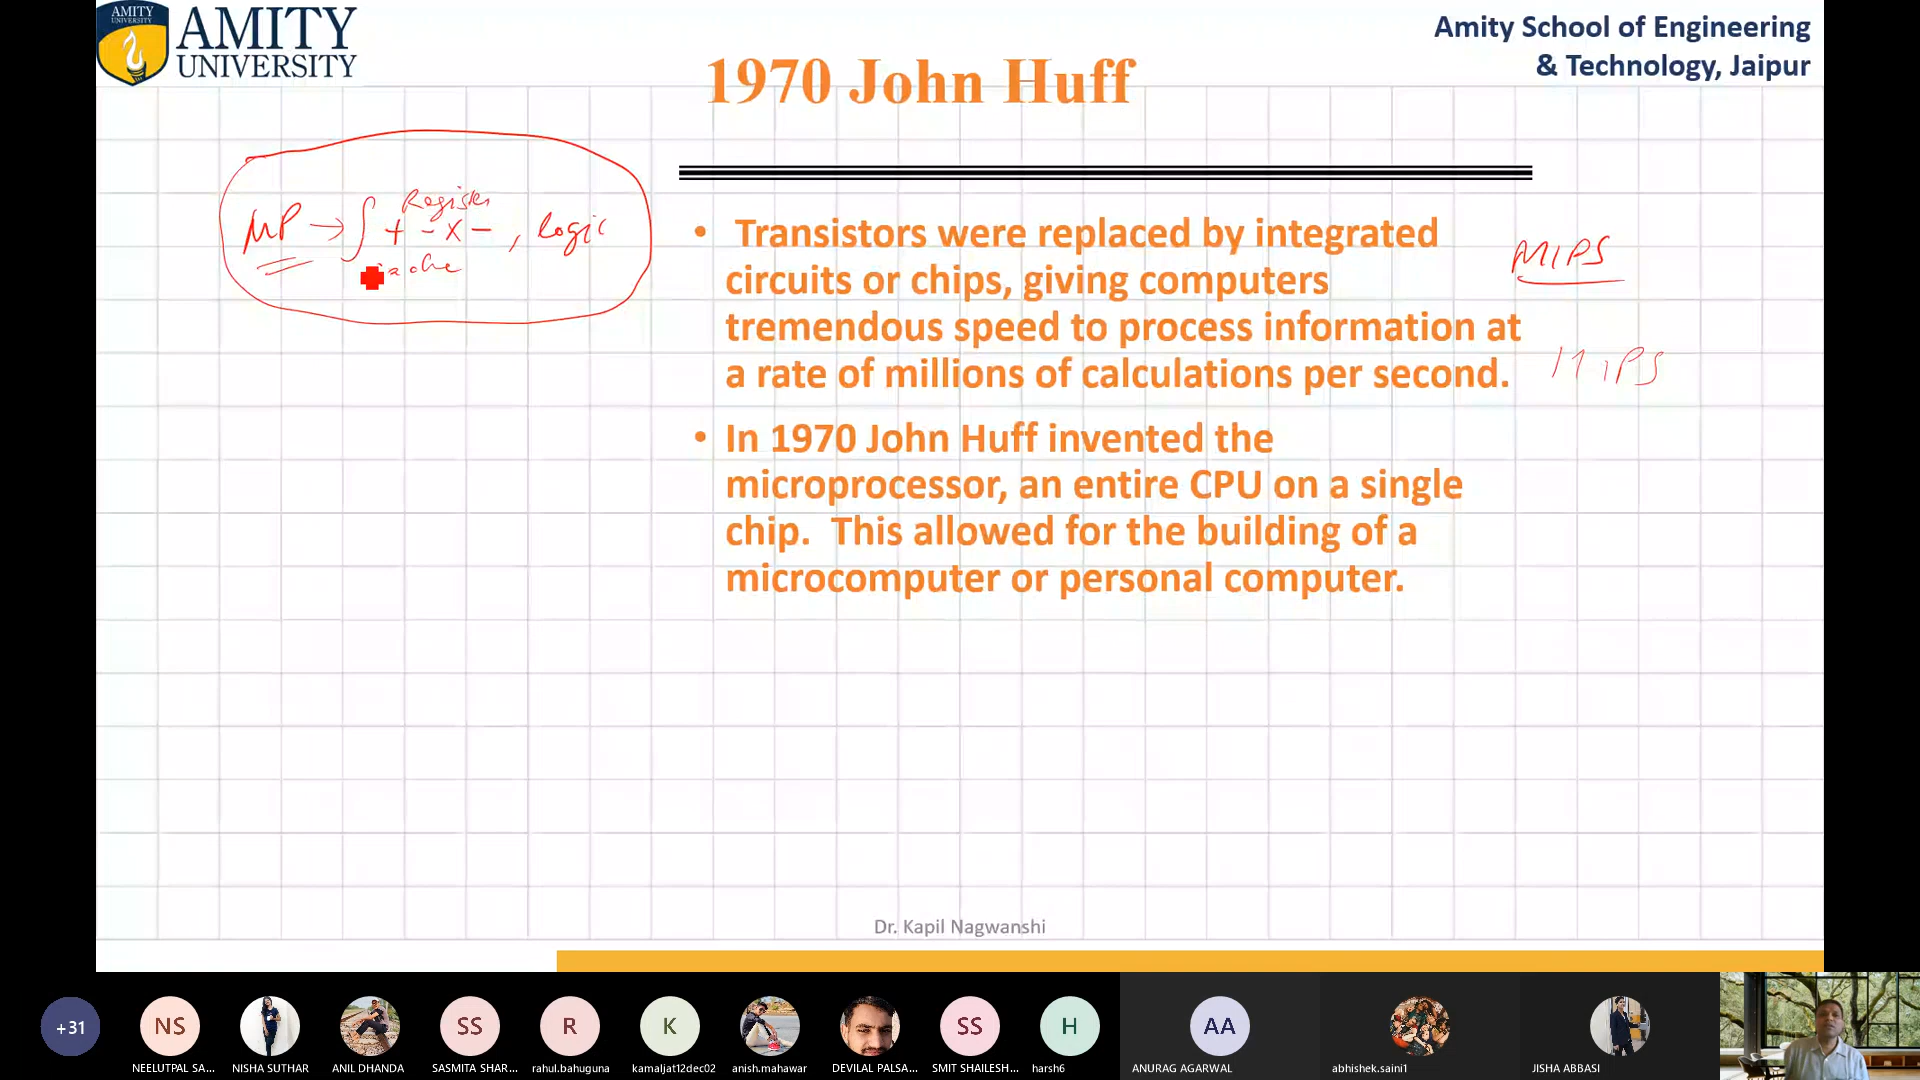 AMITY
UNIVERSITY
AMITY
UNIVERSITY
Amity School of Engineering
& Technology, Jaipur
1970 John Huff
MP → Register
+ - × - , logic
MIPS
MIPS
• Transistors were replaced by integrated
circuits or chips, giving computers
tremendous speed to process information at
a rate of millions of calculations per second.
• In 1970 John Huff invented the
microprocessor, an entire CPU on a single
chip. This allowed for the building of a
microcomputer or personal computer.
Dr. Kapil Nagwanshi
+31
NS
SS
R
K
SS
H
AA
NEELUTPAL SA...
NISHA SUTHAR
ANIL DHANDA
SASMITA SHAR...
rahul.bahuguna
kamaljat12dec02
anish.mahawar
DEVILAL PALSA...
SMIT SHAILESH...
harsh6
ANURAG AGARWAL
abhishek.saini1
JISHA ABBASI